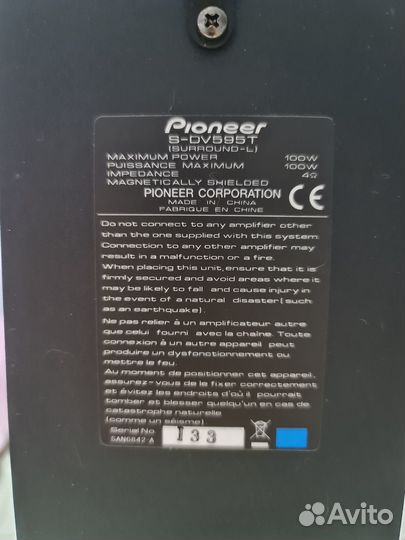 Pioneer
S-DV595T
(SURROUND-L)
MAXIMUM POWER 100W
PUISSANCE MAXIMUM 100W
IMPEDANCE 4Ω
MAGNETICALLY SHIELDED
PIONEER CORPORATION CE
MADE IN CHINA
FABRIQUE EN CHINE
Do not connect to any amplifier other
than the one supplied with this system.
Connection to any other amplifier may
result in a malfunction or a fire.
When placing this unit, ensure that it is
firmly secured and avoid areas where it
may be likely to fall and cause injury in
the event of a natural disaster (such
as an earthquake).
Ne pas relier à un amplificateur autre
que celui fourni avec la chaîne. Toute
connexion à un autre appareil peut
produire un dysfonctionnement ou
mettre le feu.
Au moment de positionner cet appareil,
assurez-vous de le fixer correctement
et évitez les endroits d'où il pourrait
tomber et blesser quelqu'un en cas de
catastrophe naturelle
(comme un séisme).
Serial No. 133
SAN6842-A
Avito